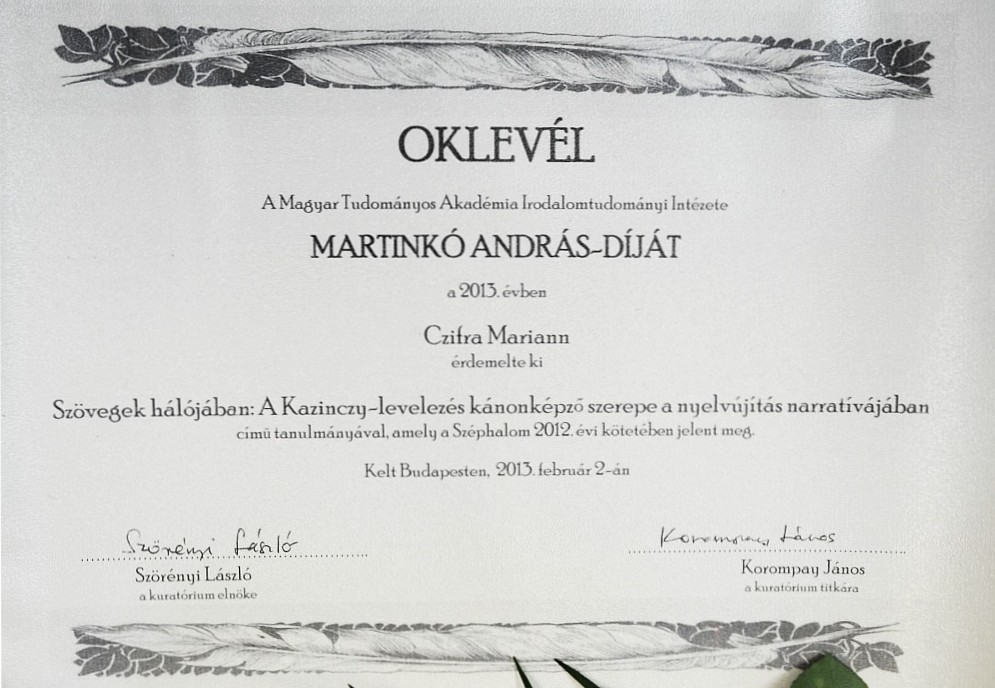 OKLEVÉL
A Magyar Tudományos Akadémia Irodalomtudományi Intézete
MARTINKÓ ANDRÁS-DÍJÁT
a 2013. évben
Czifra Mariann
érdemelte ki
Szövegek hálójában: A Kazinczy-levelezés kánonképző szerepe a nyelvújítás narratívájában
című tanulmányával, amely a Széphalom 2012. évi kötetében jelent meg.
Kelt Budapesten, 2013. február 2-án
Szörényi László
Korompay János
Szörényi László
Korompay János
a kuratórium elnöke
a kuratórium titkára